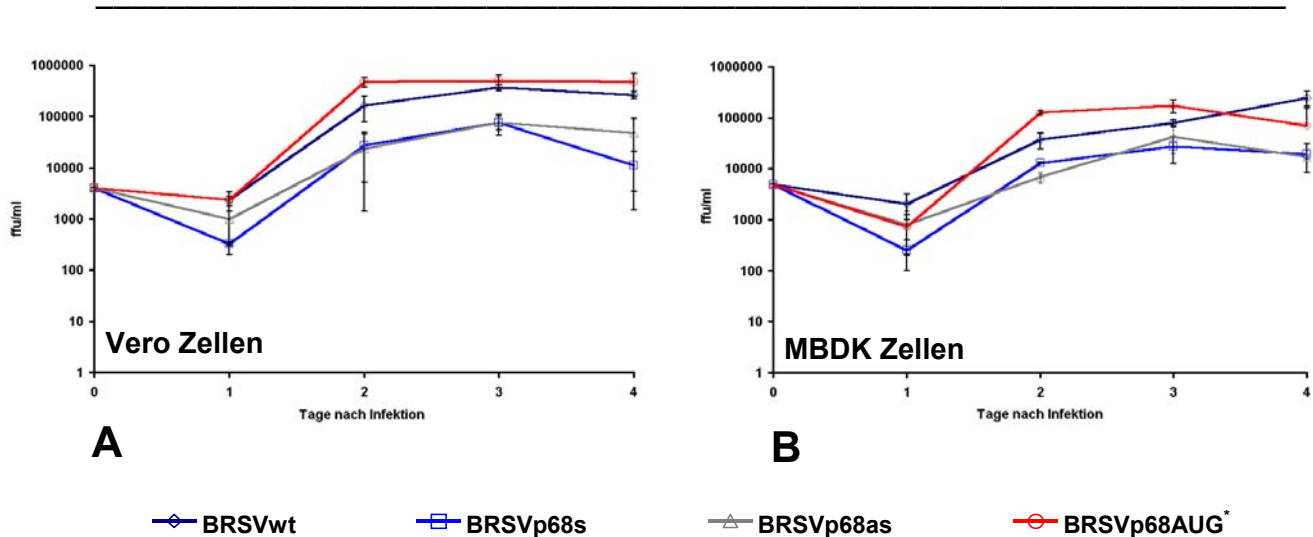 1000000
100000
10000
1000
100
10
1
ffu/ml
Vero Zellen
0 1 2 3 4
Tage nach Infektion
A
1000000
100000
10000
1000
100
10
1
ffu/ml
MBDK Zellen
0 1 2 3 4
Tage nach Infektion
B
BRSVwt BRSVp68s BRSVp68as BRSVp68AUG*